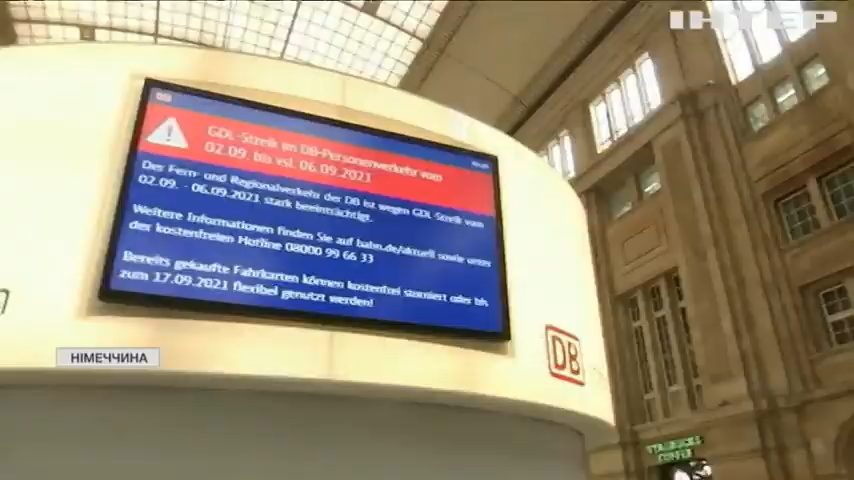 ІНТЕР
DB
GDL-Streik im DB-Personenverkehr vom
02.09. bis vsl. 06.09.2021
Der Fern- und Regionalverkehr der DB ist wegen GDL-Streik vom
02.09. - 06.09.2021 stark beeinträchtigt.
Weitere Informationen finden Sie auf bahn.de/aktuell sowie unter
der kostenfreien Hotline 08000 99 66 33
Bereits gekaufte Fahrkarten können kostenfrei storniert oder bis
zum 17.09.2021 flexibel genutzt werden!
DB
НІМЕЧЧИНА
STARBUCKS
COFFEE